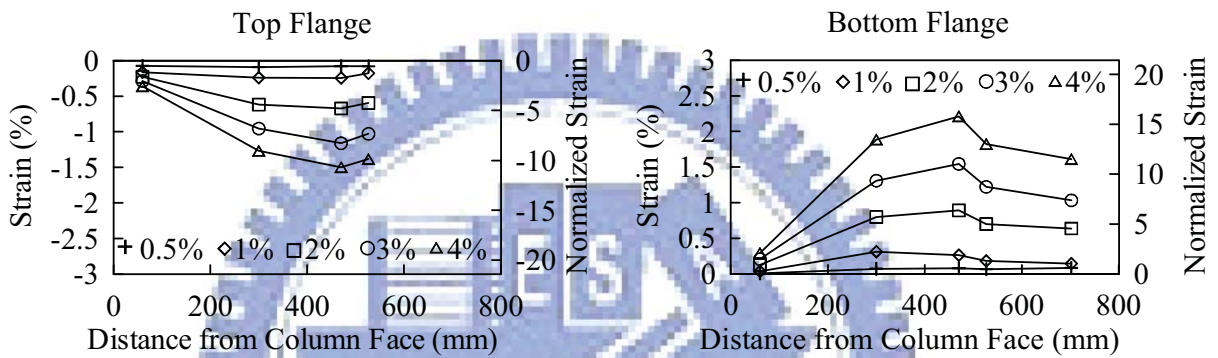 Top Flange
0
-0.5
-1
-1.5
-2
-2.5
-3
Strain (%)
0.5% 1% 2% 3% 4%
0
-5
-10
-15
-20
Normalized Strain
0 200 400 600 800
Distance from Column Face (mm)
Bottom Flange
3
2.5
2
1.5
1
0.5
0
Strain (%)
0.5% 1% 2% 3% 4%
20
15
10
5
0
Normalized Strain
0 200 400 600 800
Distance from Column Face (mm)
ES